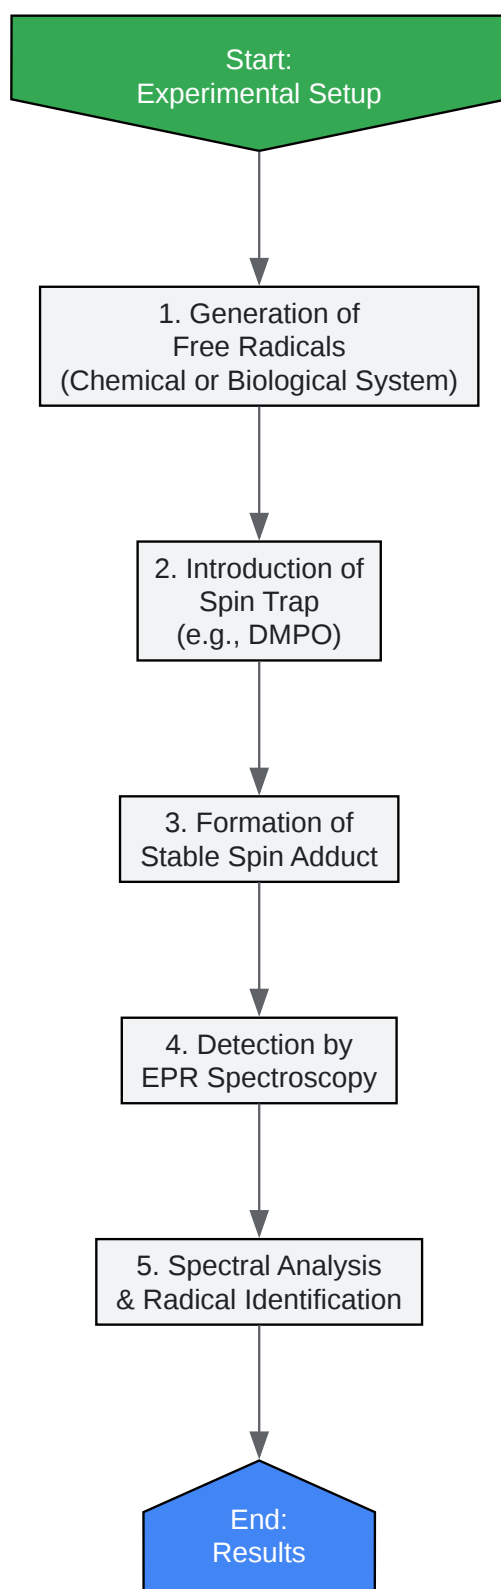 Start:
Experimental Setup
1. Generation of
Free Radicals
(Chemical or Biological System)
2. Introduction of
Spin Trap
(e.g., DMPO)
3. Formation of
Stable Spin Adduct
4. Detection by
EPR Spectroscopy
5. Spectral Analysis
& Radical Identification
End:
Results